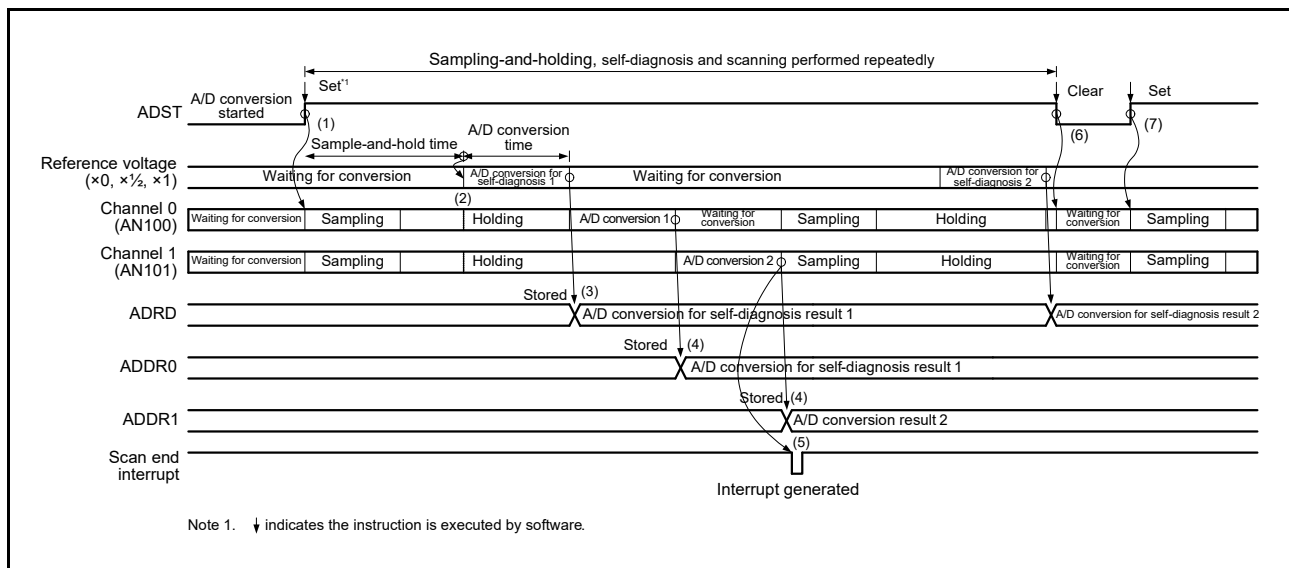 Sampling-and-holding, self-diagnosis and scanning performed repeatedly
ADST
A/D conversion
started
Set*1
(1)
Clear
(6)
Set
(7)
Sample-and-hold time
A/D conversion
time
Reference voltage
(×0, ×½, ×1)
Waiting for conversion
A/D conversion for
self-diagnosis 1
Waiting for conversion
A/D conversion for
self-diagnosis 2
(2)
Channel 0
(AN100)
Waiting for conversion
Sampling
Holding
A/D conversion 1
Waiting for
conversion
Sampling
Holding
Waiting for
conversion
Sampling
Channel 1
(AN101)
Waiting for conversion
Sampling
Holding
A/D conversion 2
Sampling
Holding
Waiting for
conversion
Sampling
ADRD
Stored
(3)
A/D conversion for self-diagnosis result 1
A/D conversion for self-diagnosis result 2
ADDR0
Stored
(4)
A/D conversion for self-diagnosis result 1
ADDR1
Stored
(4)
A/D conversion result 2
Scan end
interrupt
(5)
Interrupt generated
Note 1. indicates the instruction is executed by software.